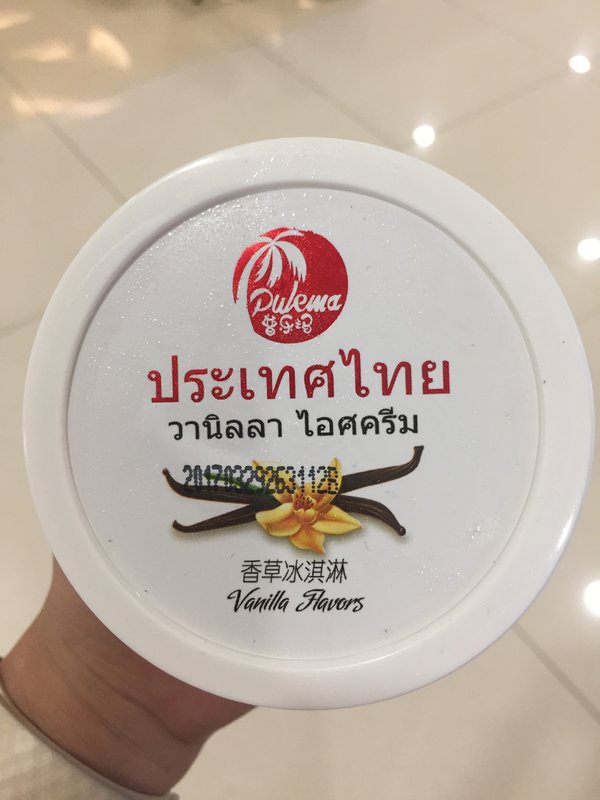 Pulema
ประเทศไทย
วานิลลา ไอศครีม
香草冰淇淋
Vanilla Flavors